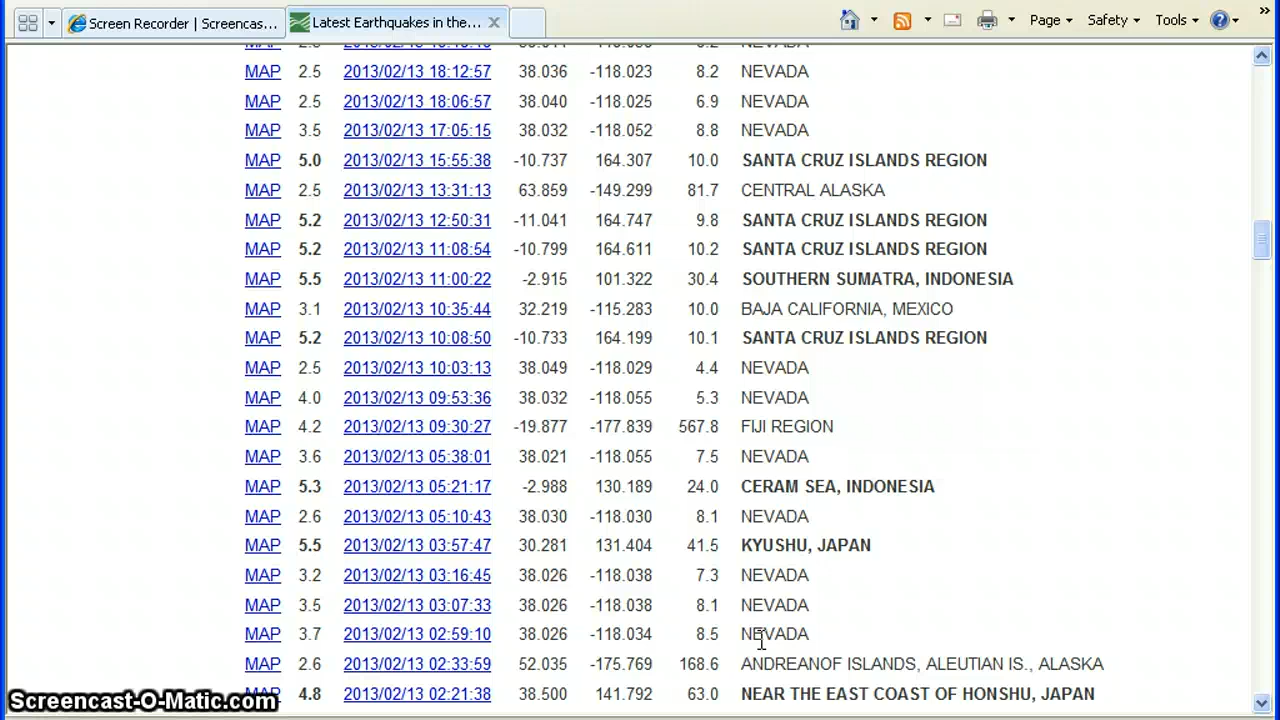 Screen Recorder | Screencas... Latest Earthquakes in the... Page Safety Tools
NEVADA
MAP 2.5 2013/02/13 18:12:57 38.036 -118.023 8.2 NEVADA
MAP 2.5 2013/02/13 18:06:57 38.040 -118.025 6.9 NEVADA
MAP 3.5 2013/02/13 17:05:15 38.032 -118.052 8.8 NEVADA
MAP 5.0 2013/02/13 15:55:38 -10.737 164.307 10.0 SANTA CRUZ ISLANDS REGION
MAP 2.5 2013/02/13 13:31:13 63.859 -149.299 81.7 CENTRAL ALASKA
MAP 5.2 2013/02/13 12:50:31 -11.041 164.747 9.8 SANTA CRUZ ISLANDS REGION
MAP 5.2 2013/02/13 11:08:54 -10.799 164.611 10.2 SANTA CRUZ ISLANDS REGION
MAP 5.5 2013/02/13 11:00:22 -2.915 101.322 30.4 SOUTHERN SUMATRA, INDONESIA
MAP 3.1 2013/02/13 10:35:44 32.219 -115.283 10.0 BAJA CALIFORNIA, MEXICO
MAP 5.2 2013/02/13 10:08:50 -10.733 164.199 10.1 SANTA CRUZ ISLANDS REGION
MAP 2.5 2013/02/13 10:03:13 38.049 -118.029 4.4 NEVADA
MAP 4.0 2013/02/13 09:53:36 38.032 -118.055 5.3 NEVADA
MAP 4.2 2013/02/13 09:30:27 -19.877 -177.839 567.8 FIJI REGION
MAP 3.6 2013/02/13 05:38:01 38.021 -118.055 7.5 NEVADA
MAP 5.3 2013/02/13 05:21:17 -2.988 130.189 24.0 CERAM SEA, INDONESIA
MAP 2.6 2013/02/13 05:10:43 38.030 -118.030 8.1 NEVADA
MAP 5.5 2013/02/13 03:57:47 30.281 131.404 41.5 KYUSHU, JAPAN
MAP 3.2 2013/02/13 03:16:45 38.026 -118.038 7.3 NEVADA
MAP 3.5 2013/02/13 03:07:33 38.026 -118.038 8.1 NEVADA
MAP 3.7 2013/02/13 02:59:10 38.026 -118.034 8.5 NEVADA
MAP 2.6 2013/02/13 02:33:59 52.035 -175.769 168.6 ANDREANOF ISLANDS, ALEUTIAN IS., ALASKA
MAP 4.8 2013/02/13 02:21:38 38.500 141.792 63.0 NEAR THE EAST COAST OF HONSHU, JAPAN
Screencast-O-Matic.com